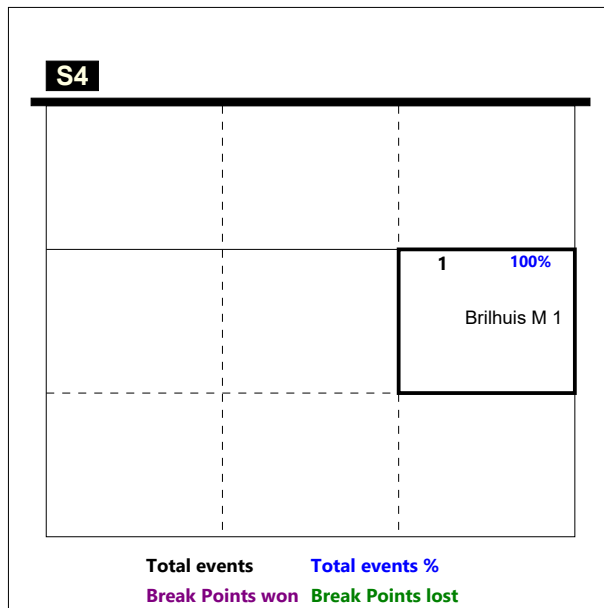 S4
1 100%
Brilhuis M 1
Total events Total events %
Break Points won Break Points lost